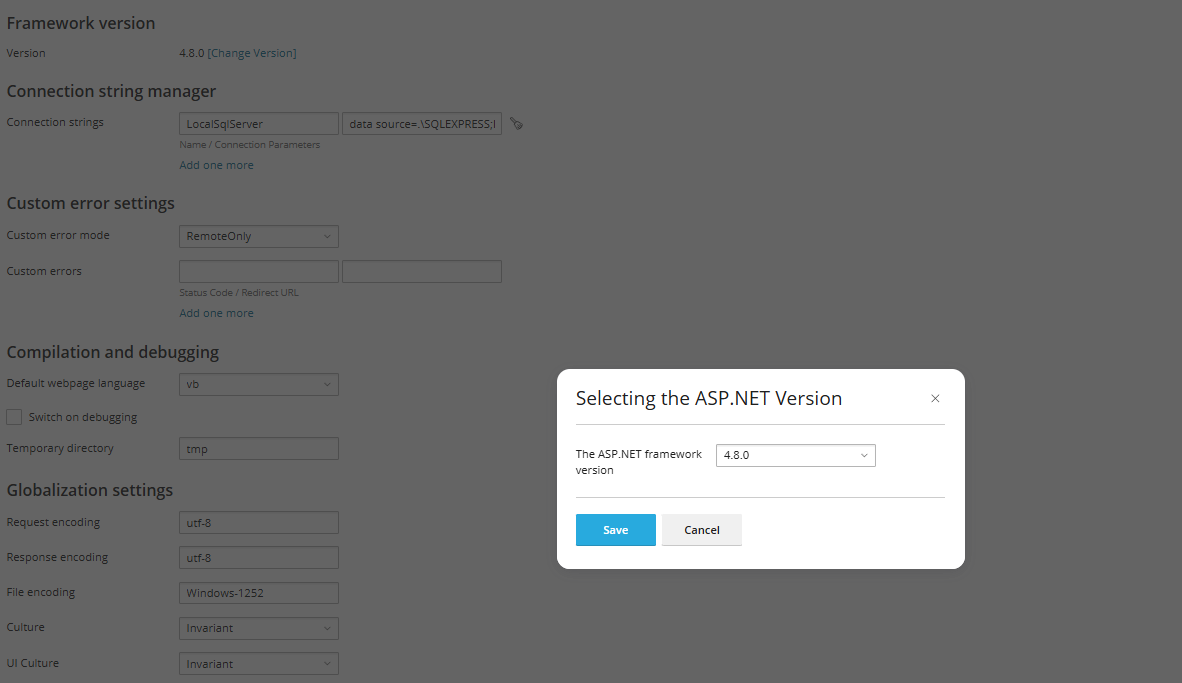 Framework version
Version 4.8.0 [Change Version]
Connection string manager
Connection strings LocalSqlServer data source=.\SQLEXPRESS;I
Name / Connection Parameters
Add one more
Custom error settings
Custom error mode RemoteOnly
Custom errors
Status Code / Redirect URL
Add one more
Compilation and debugging
Default webpage language vb
Switch on debugging
Temporary directory tmp
Globalization settings
Request encoding utf-8
Response encoding utf-8
File encoding Windows-1252
Culture Invariant
UI Culture Invariant
Selecting the ASP.NET Version
The ASP.NET framework
version
4.8.0
Save Cancel